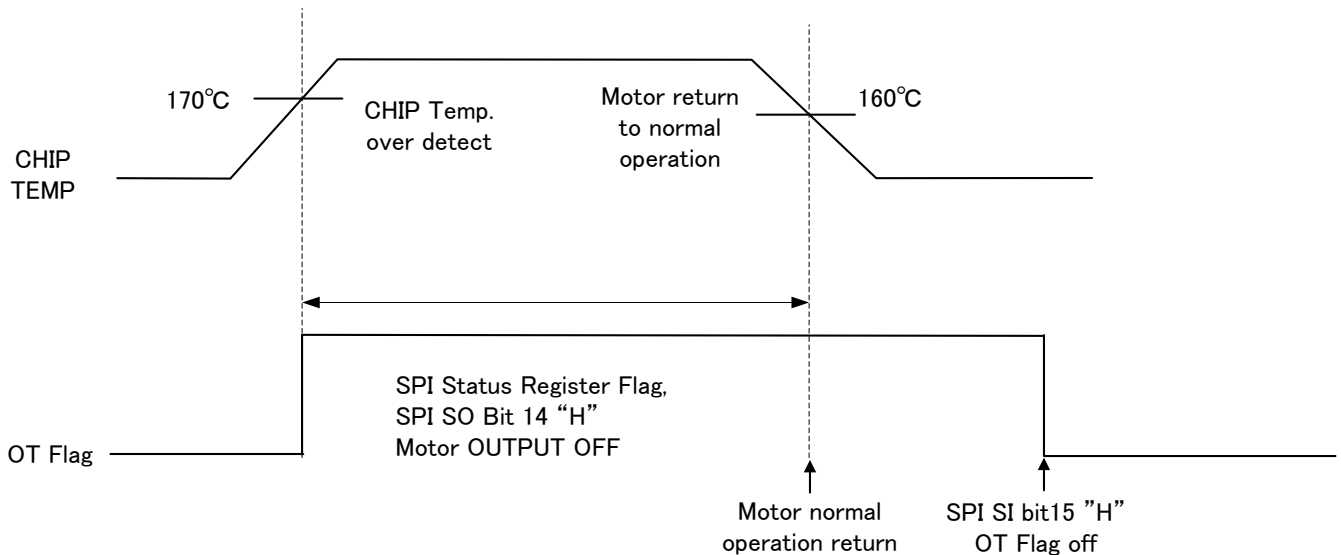 170°C
CHIP Temp.
over detect
Motor return
to normal
operation
160°C
CHIP
TEMP
SPI Status Register Flag,
SPI SO Bit 14 “H”
Motor OUTPUT OFF
OT Flag
Motor normal
operation return
SPI SI bit15 ”H”
OT Flag off